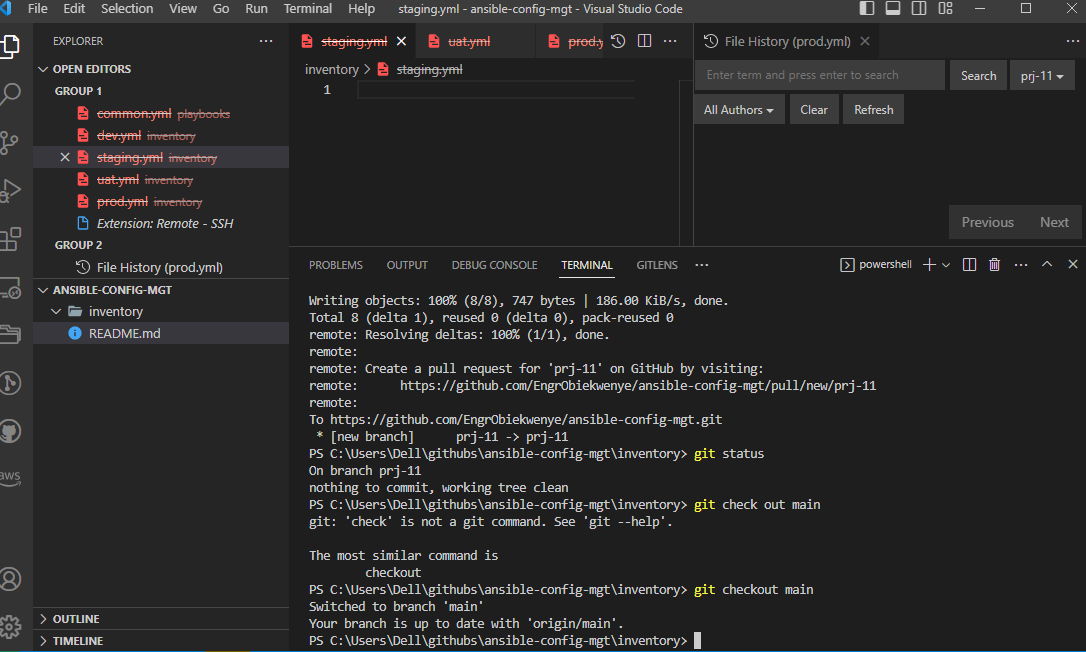 File Edit Selection View Go Run Terminal Help staging.yml - ansible-config-mgt - Visual Studio Code
EXPLORER
OPEN EDITORS
GROUP 1
common.yml playbooks
dev.yml inventory
staging.yml inventory
uat.yml inventory
prod.yml inventory
Extension: Remote - SSH
GROUP 2
File History (prod.yml)
ANSIBLE-CONFIG-MGT
inventory
README.md
OUTLINE
TIMELINE
aws
staging.yml uat.yml prod.y
inventory > staging.yml
1
File History (prod.yml)
Enter term and press enter to search Search prj-11
All Authors Clear Refresh
Previous Next
PROBLEMS OUTPUT DEBUG CONSOLE TERMINAL GITLENS powershell
Writing objects: 100% (8/8), 747 bytes | 186.00 KiB/s, done.
Total 8 (delta 1), reused 0 (delta 0), pack-reused 0
remote: Resolving deltas: 100% (1/1), done.
remote:
remote: Create a pull request for 'prj-11' on GitHub by visiting:
remote: https://github.com/EngrObiekwenye/ansible-config-mgt/pull/new/prj-11
remote:
To https://github.com/EngrObiekwenye/ansible-config-mgt.git
* [new branch] prj-11 -> prj-11
PS C:\Users\Dell\githubs\ansible-config-mgt\inventory> git status
On branch prj-11
nothing to commit, working tree clean
PS C:\Users\Dell\githubs\ansible-config-mgt\inventory> git check out main
git: 'check' is not a git command. See 'git --help'.
The most similar command is
checkout
PS C:\Users\Dell\githubs\ansible-config-mgt\inventory> git checkout main
Switched to branch 'main'
Your branch is up to date with 'origin/main'.
PS C:\Users\Dell\githubs\ansible-config-mgt\inventory>